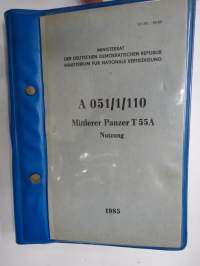 MINISTERRAT
DER DEUTSCHEN DEMOKRATISCHEN REPUBLIK
MINISTERIUM FÜR NATIONALE VERTEIDIGUNG
A 051/1/110
Mittlerer Panzer T 55A
Nutzung
1985